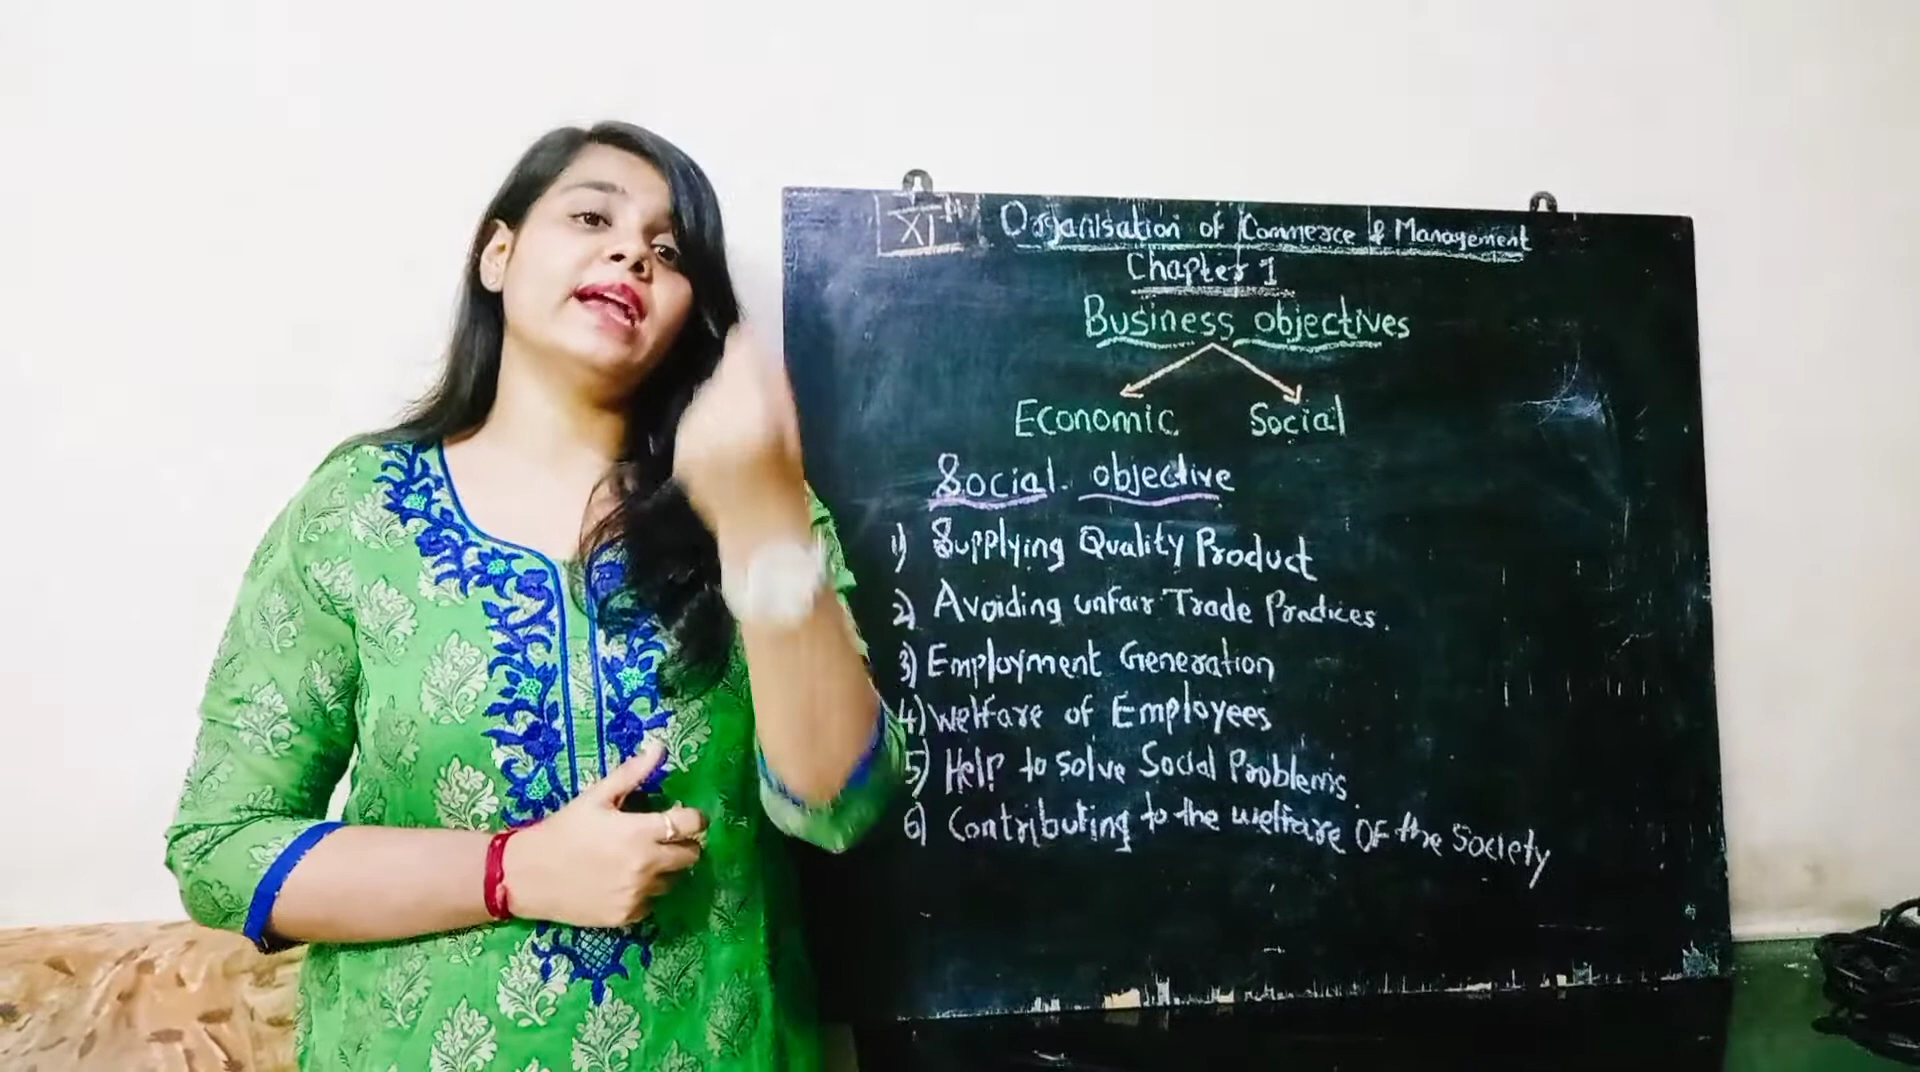 XI th Organisation of Commerce & Management
Chapter 1
Business objectives
Economic Social
Social objective
1) Supplying Quality Product
2) Avoiding unfair Trade Practices.
3) Employment Generation
4) Welfare of Employees
5) Help to solve Social Problems
6) Contributing to the welfare of the Society